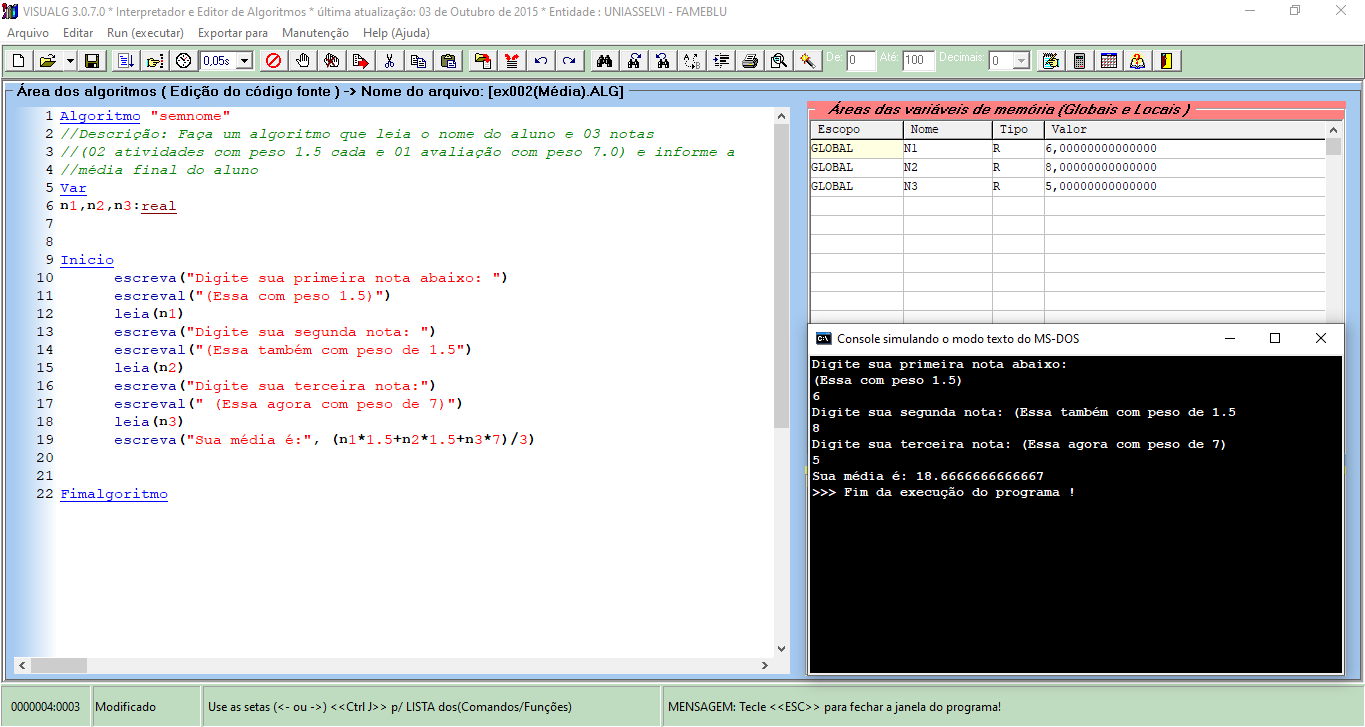 VISUALG 3.0.7.0 * Interpretador e Editor de Algoritmos * última atualização: 03 de Outubro de 2015 * Entidade : UNIASSELVI - FAMEBLU
Arquivo Editar Run (executar) Exportar para Manutenção Help (Ajuda)
0,05s De: 0 Até: 100 Decimais: 0
Área dos algoritmos ( Edição do código fonte ) -> Nome do arquivo: [ex002(Média).ALG]
1 Algoritmo "semnome"
2 //Descrição: Faça um algoritmo que leia o nome do aluno e 03 notas
3 //(02 atividades com peso 1.5 cada e 01 avaliação com peso 7.0) e informe a
4 //média final do aluno
5 Var
6 n1,n2,n3:real
7
8
9 Inicio
10 escreva("Digite sua primeira nota abaixo: ")
11 escreval("(Essa com peso 1.5)")
12 leia(n1)
13 escreva("Digite sua segunda nota: ")
14 escreval("(Essa também com peso de 1.5")
15 leia(n2)
16 escreva("Digite sua terceira nota:")
17 escreval(" (Essa agora com peso de 7)")
18 leia(n3)
19 escreva("Sua média é:", (n1*1.5+n2*1.5+n3*7)/3)
20
21
22 Fimalgoritmo
Áreas das variáveis de memória (Globais e Locais )
Escopo Nome Tipo Valor
GLOBAL N1 R 6,00000000000000
GLOBAL N2 R 8,00000000000000
GLOBAL N3 R 5,00000000000000
Console simulando o modo texto do MS-DOS
Digite sua primeira nota abaixo:
(Essa com peso 1.5)
6
Digite sua segunda nota: (Essa também com peso de 1.5
8
Digite sua terceira nota: (Essa agora com peso de 7)
5
Sua média é: 18.6666666666667
>>> Fim da execução do programa !
0000004:0003 Modificado Use as setas (<- ou ->) <<Ctrl J>> p/ LISTA dos(Comandos/Funções) MENSAGEM: Tecle <<ESC>> para fechar a janela do programa!